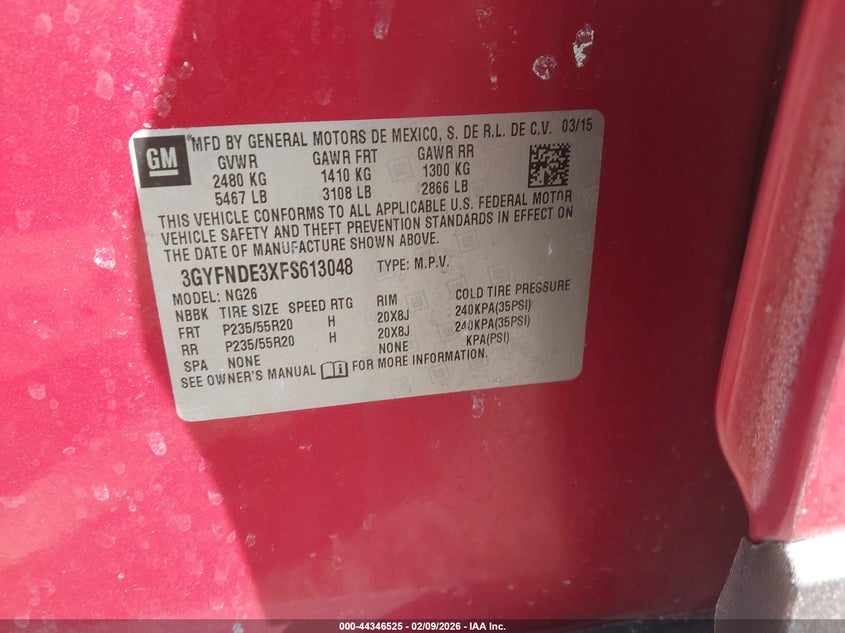 GM
MFD BY GENERAL MOTORS DE MEXICO, S. DE R.L. DE C.V. 03/15
GVWR GAWR FRT GAWR RR
2480 KG 1410 KG 1300 KG
5467 LB 3108 LB 2866 LB
THIS VEHICLE CONFORMS TO ALL APPLICABLE U.S. FEDERAL MOTOR
VEHICLE SAFETY AND THEFT PREVENTION STANDARDS IN EFFECT ON
THE DATE OF MANUFACTURE SHOWN ABOVE.
3GYFNDE3XFS613048 TYPE: M.P.V.
MODEL: NG26
NBBK TIRE SIZE SPEED RTG RIM COLD TIRE PRESSURE
FRT P235/55R20 H 20X8J 240KPA(35PSI)
RR P235/55R20 H 20X8J 240KPA(35PSI)
SPA NONE NONE KPA(PSI)
SEE OWNER'S MANUAL FOR MORE INFORMATION.
000-44346525 - 02/09/2026 - IAA Inc.